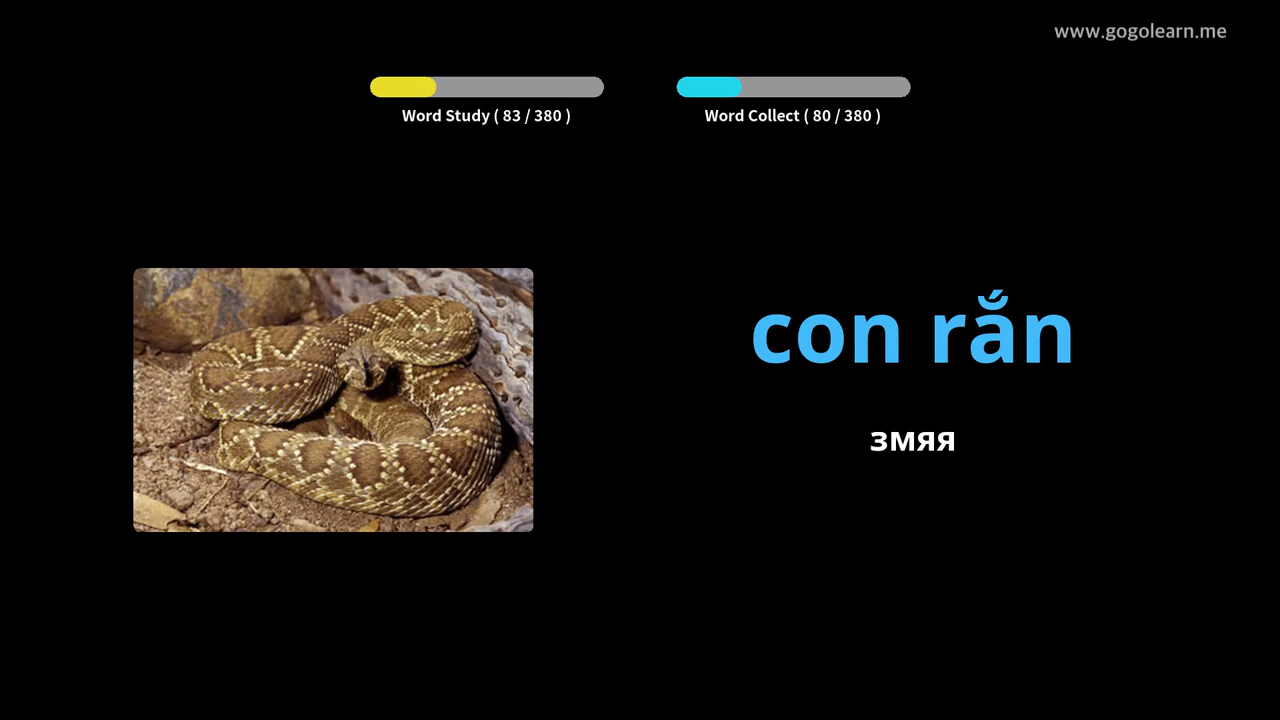 www.gogolearn.me
Word Study ( 83 / 380 )
Word Collect ( 80 / 380 )
con rắn
змяя